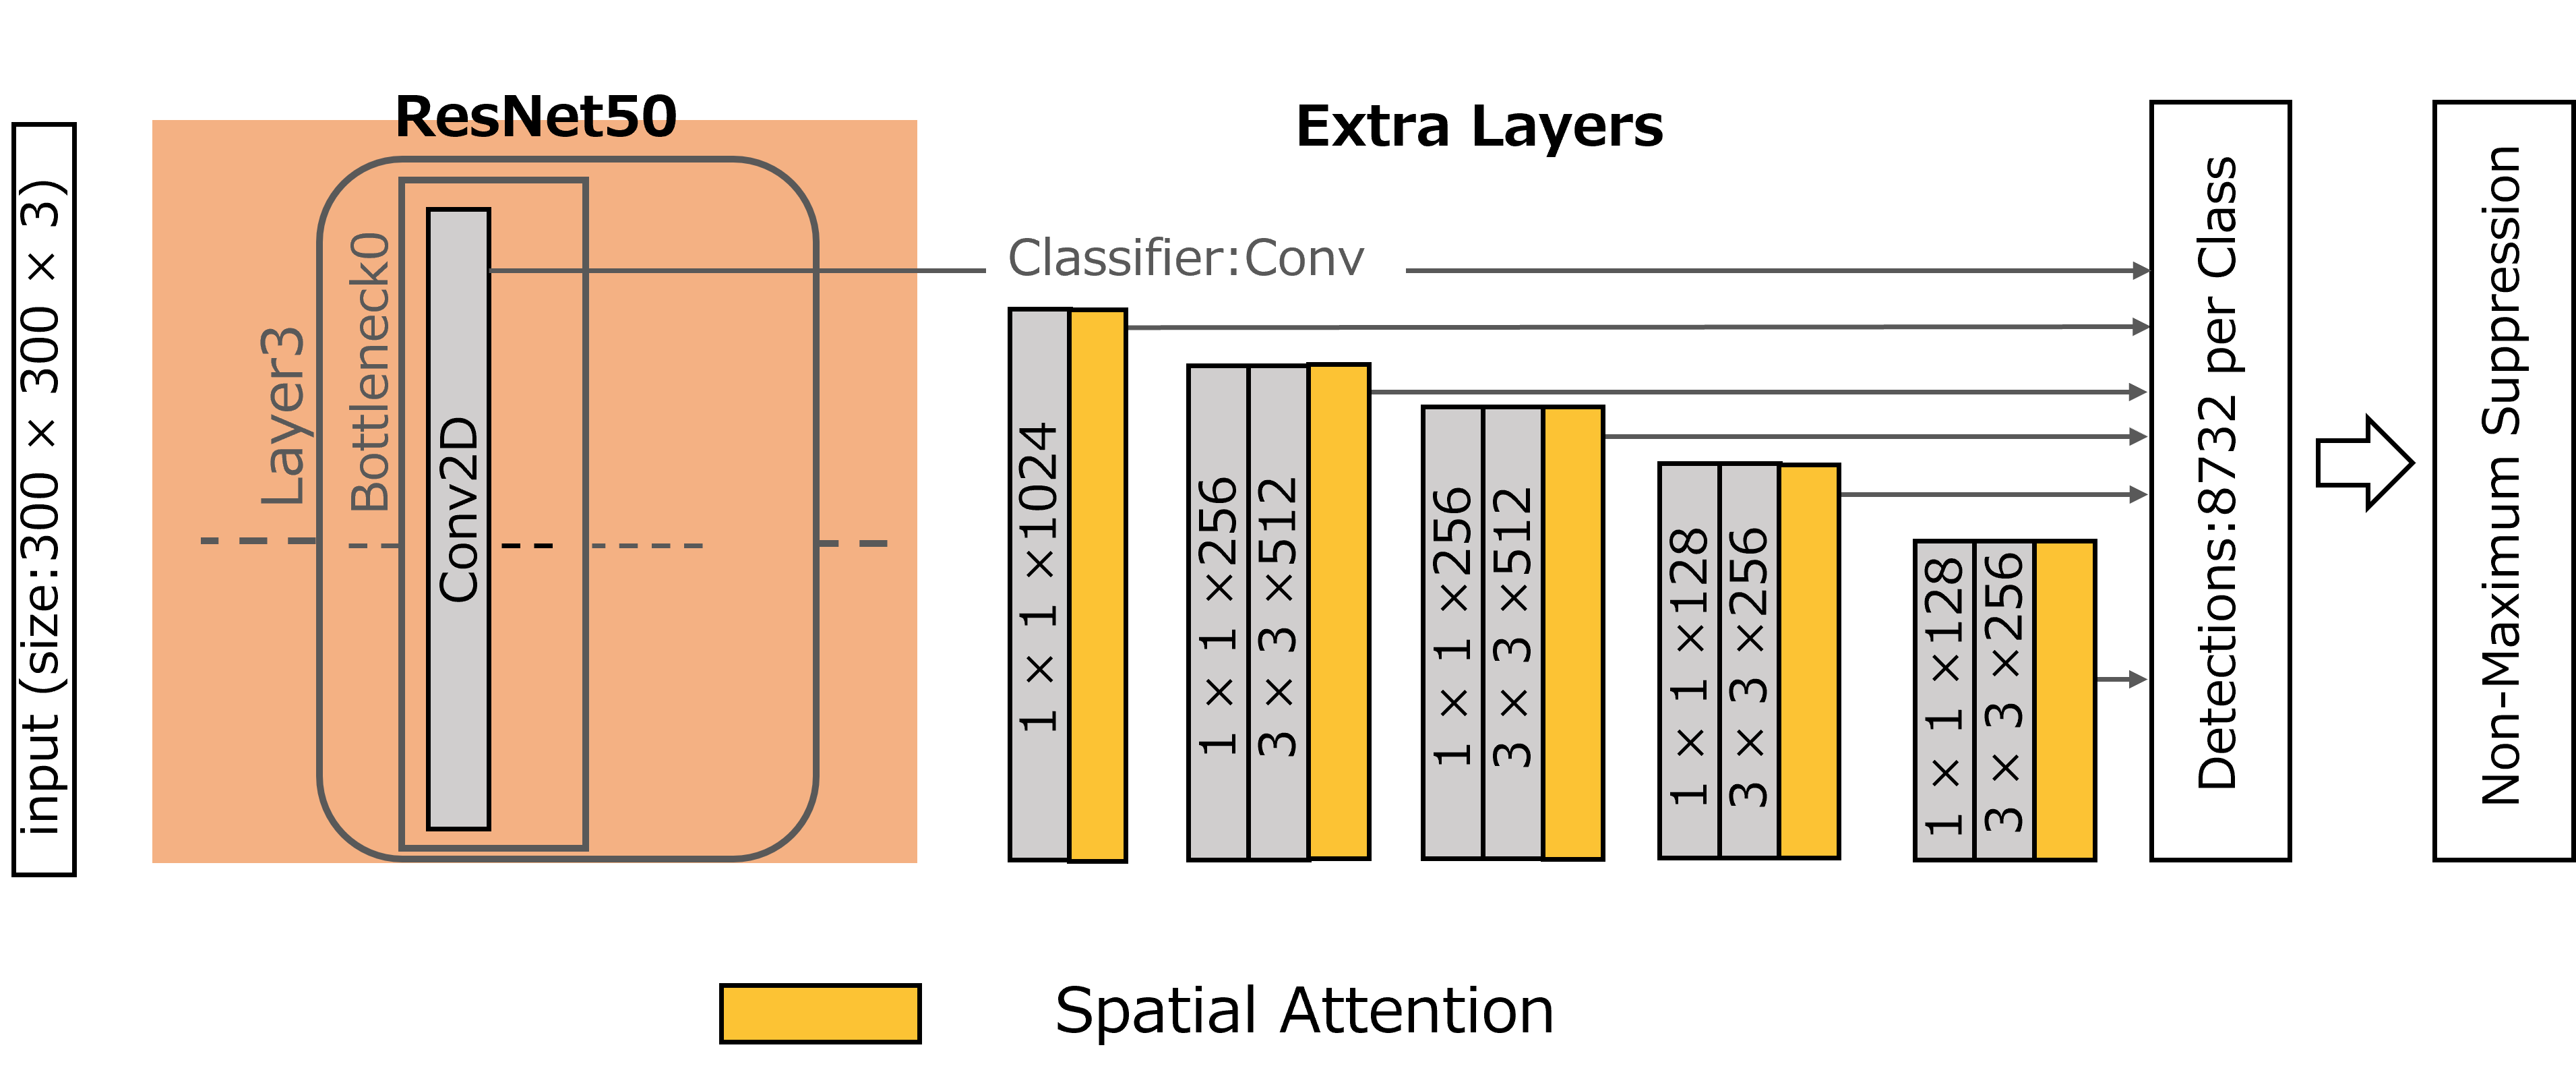 input (size:300 × 300 × 3)
ResNet50
Layer3
Bottleneck0
Conv2D
Extra Layers
Classifier:Conv
1 × 1 ×1024
1 × 1 ×256
3 × 3 ×512
1 × 1 ×256
3 × 3 ×512
1 × 1 ×128
3 × 3 ×256
1 × 1 ×128
3 × 3 ×256
Detections:8732 per Class
Non-Maximum Suppression
Spatial Attention